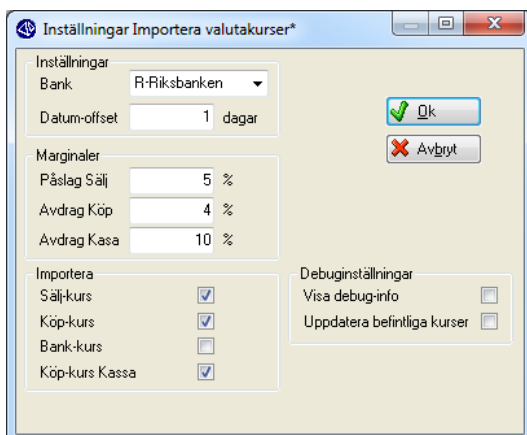 Inställningar Importera valutakurser*
Inställningar
Bank R-Riksbanken
Datum-offset 1 dagar
Ok
Avbryt
Marginaler
Påslag Sälj 5 %
Avdrag Köp 4 %
Avdrag Kasa 10 %
Importera
Sälj-kurs
Köp-kurs
Bank-kurs
Köp-kurs Kassa
Debuginställningar
Visa debug-info
Uppdatera befintliga kurser